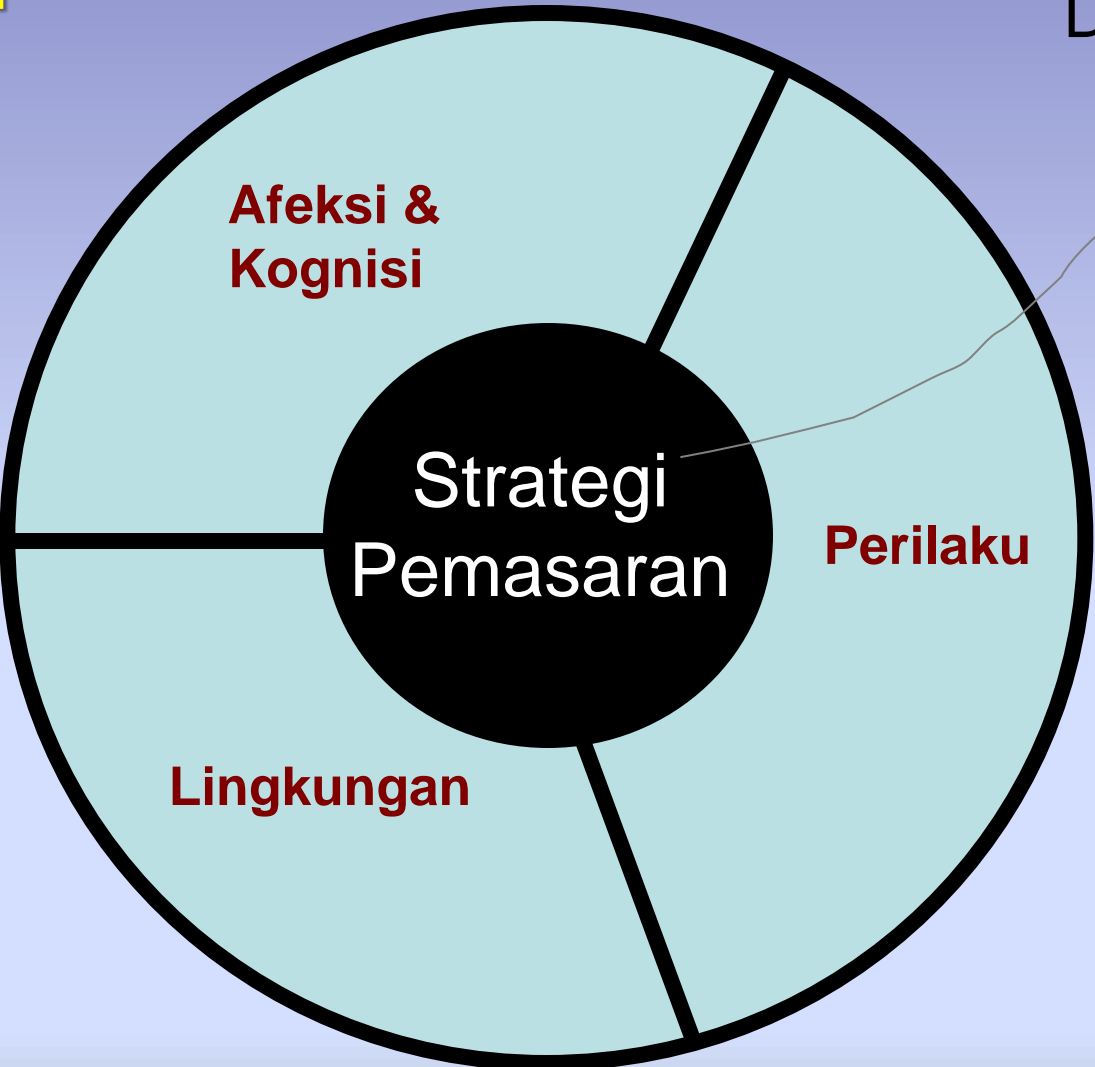 Afeksi &
Kognisi
Strategi
Pemasaran
Perilaku
Lingkungan